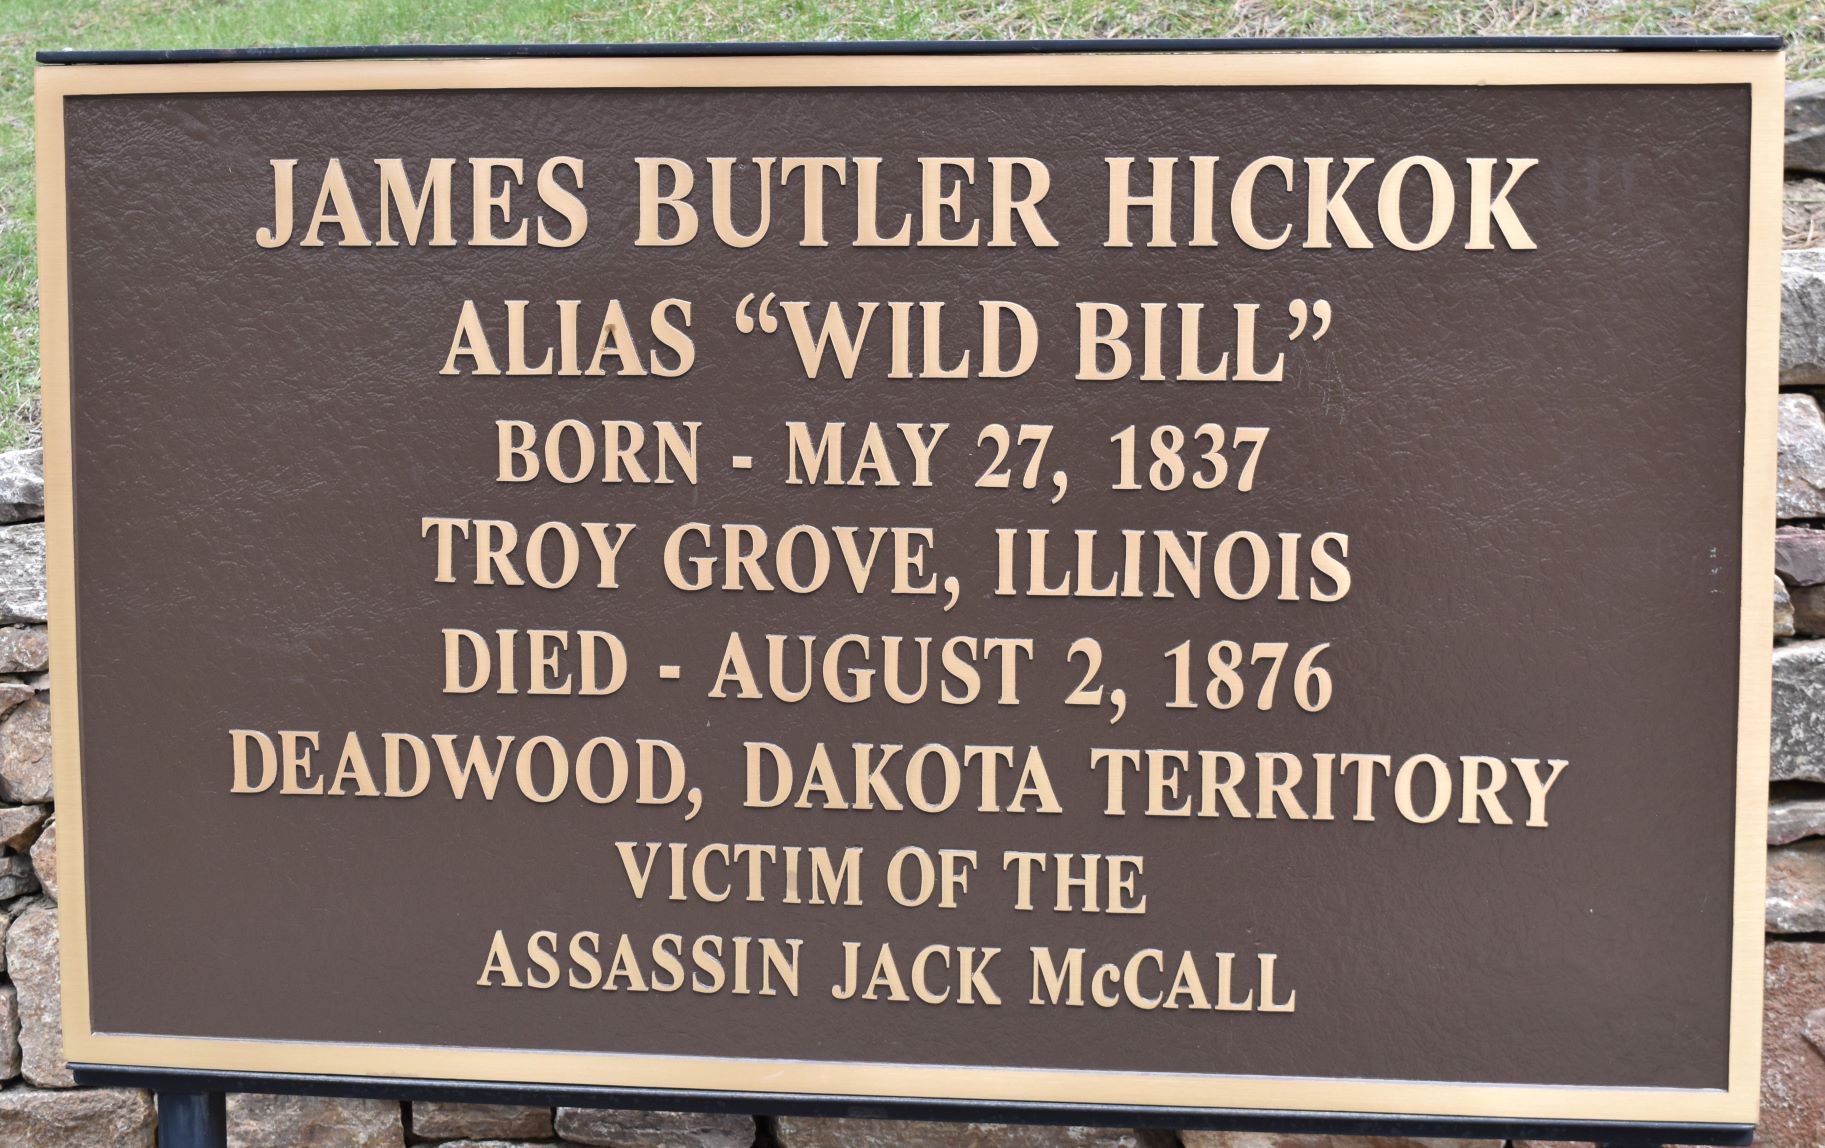 JAMES BUTLER HICKOK
ALIAS “WILD BILL”
BORN - MAY 27, 1837
TROY GROVE, ILLINOIS
DIED - AUGUST 2, 1876
DEADWOOD, DAKOTA TERRITORY
VICTIM OF THE
ASSASSIN JACK McCALL